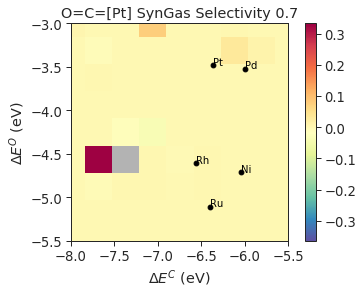 O=C=[Pt] SynGas Selectivity 0.7
−3.0
−3.5
−4.0
−4.5
−5.0
−5.5
ΔE^O (eV)
Pt
Pd
Rh
Ni
Ru
−8.0 −7.5 −7.0 −6.5 −6.0 −5.5
ΔE^C (eV)
0.3
0.2
0.1
0.0
−0.1
−0.2
−0.3